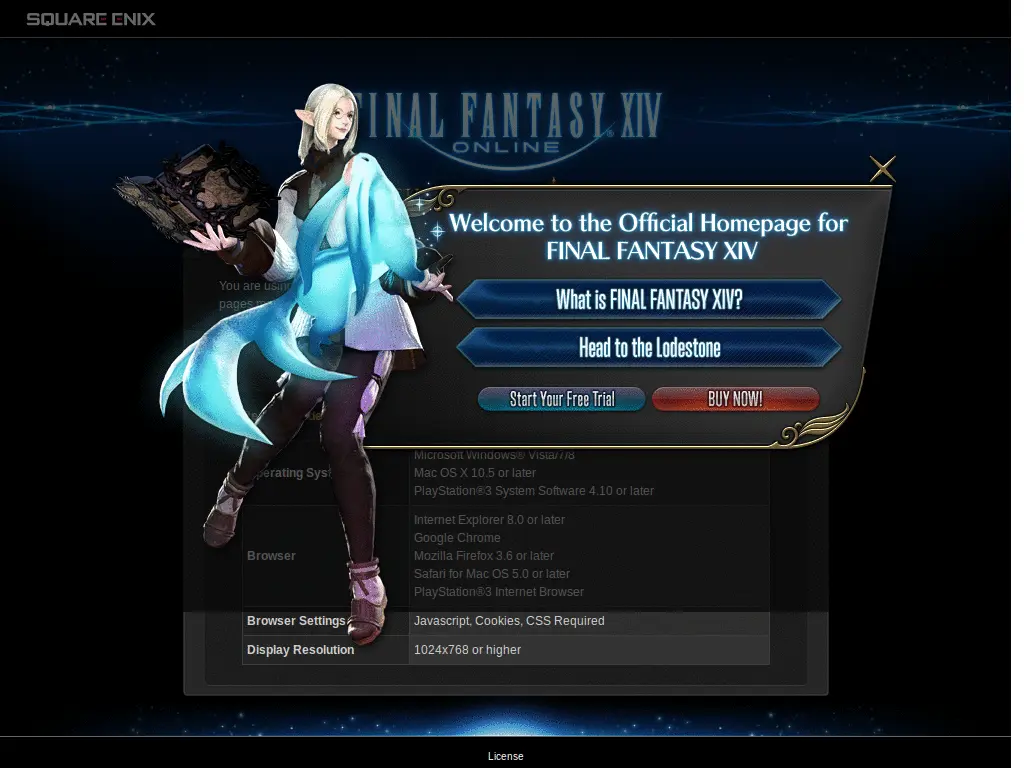 SQUARE ENIX
FINAL FANTASY® XIV
ONLINE
Welcome to the Official Homepage for
FINAL FANTASY XIV
What is FINAL FANTASY XIV?
Head to the Lodestone
Start Your Free Trial
BUY NOW!
You are using
pages
Microsoft Windows® Vista/7/8
Mac OS X 10.5 or later
PlayStation®3 System Software 4.10 or later
Browser
Internet Explorer 8.0 or later
Google Chrome
Mozilla Firefox 3.6 or later
Safari for Mac OS 5.0 or later
PlayStation®3 Internet Browser
Browser Settings
Javascript, Cookies, CSS Required
Display Resolution
1024x768 or higher
License